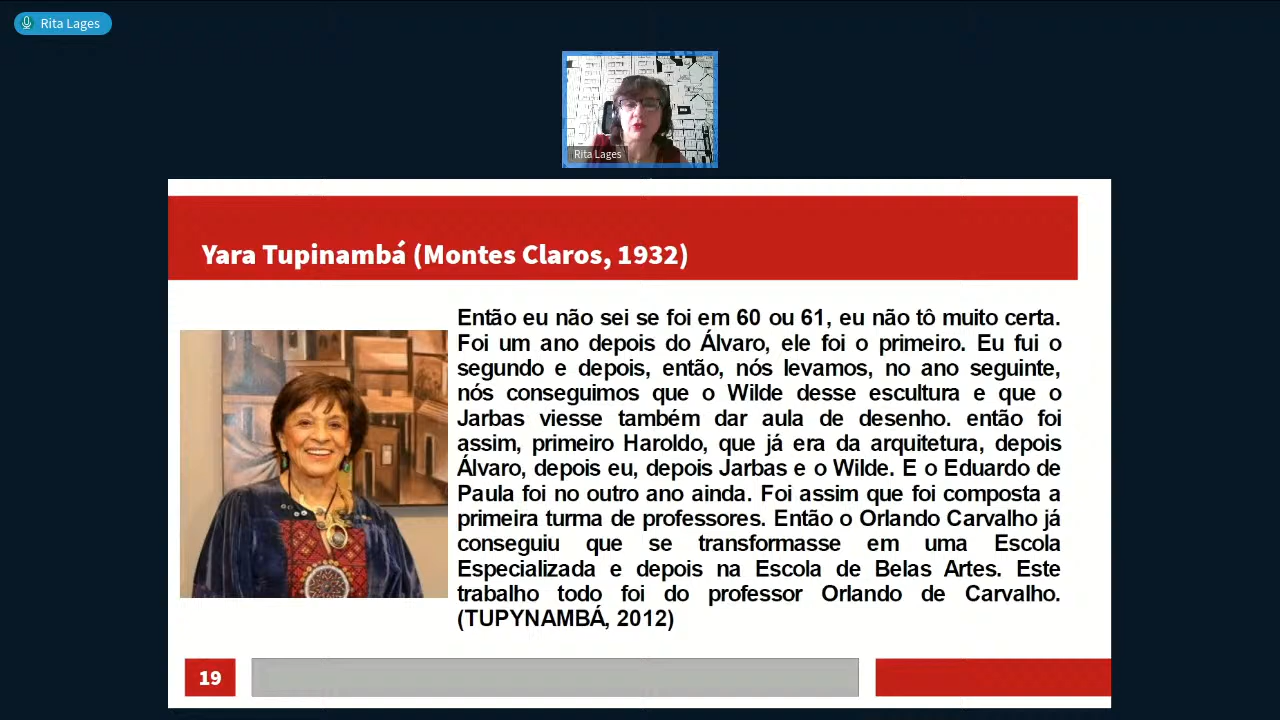 Rita Lages
Rita Lages
Yara Tupinambá (Montes Claros, 1932)
Então eu não sei se foi em 60 ou 61, eu não tô muito certa.
Foi um ano depois do Álvaro, ele foi o primeiro. Eu fui o
segundo e depois, então, nós levamos, no ano seguinte,
nós conseguimos que o Wilde desse escultura e que o
Jarbas viesse também dar aula de desenho. então foi
assim, primeiro Haroldo, que já era da arquitetura, depois
Álvaro, depois eu, depois Jarbas e o Wilde. E o Eduardo de
Paula foi no outro ano ainda. Foi assim que foi composta a
primeira turma de professores. Então o Orlando Carvalho já
conseguiu que se transformasse em uma Escola
Especializada e depois na Escola de Belas Artes. Este
trabalho todo foi do professor Orlando de Carvalho.
(TUPYNAMBÁ, 2012)
19